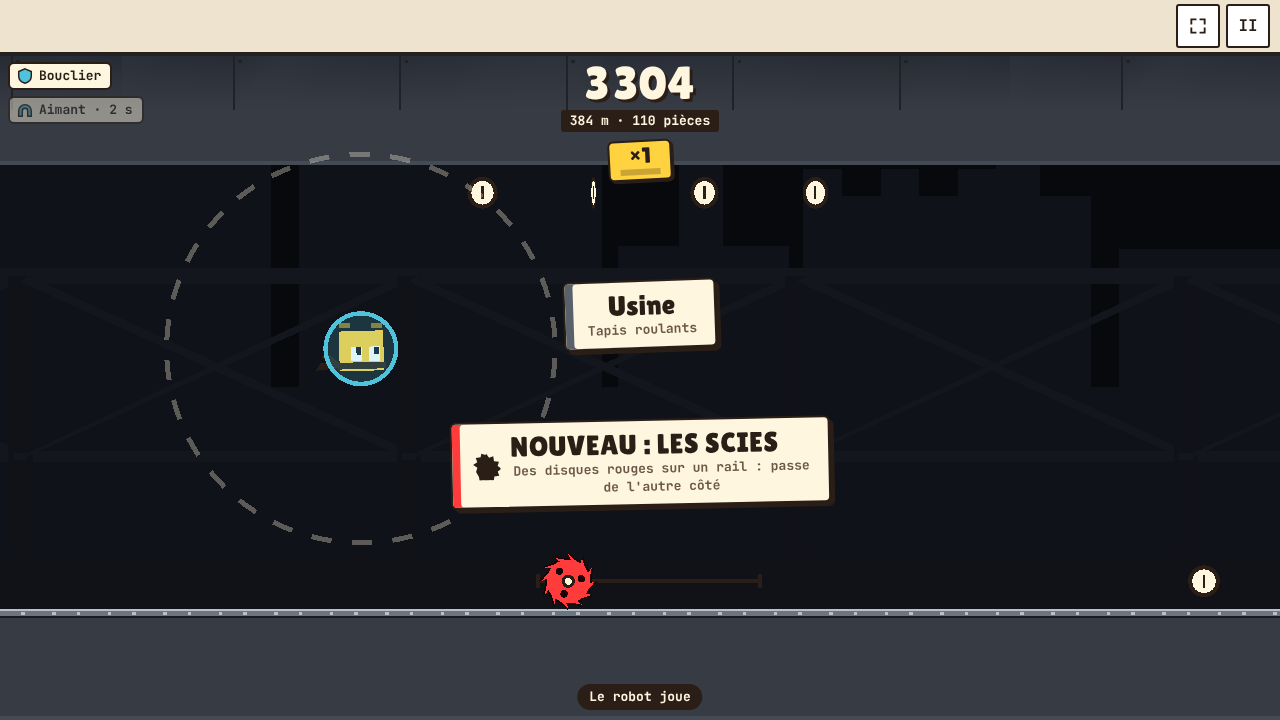 II
Bouclier
Aimant · 2 s
3304
384 m · 110 pièces
×1
Usine
Tapis roulants
NOUVEAU : LES SCIES
Des disques rouges sur un rail : passe
de l'autre côté
Le robot joue